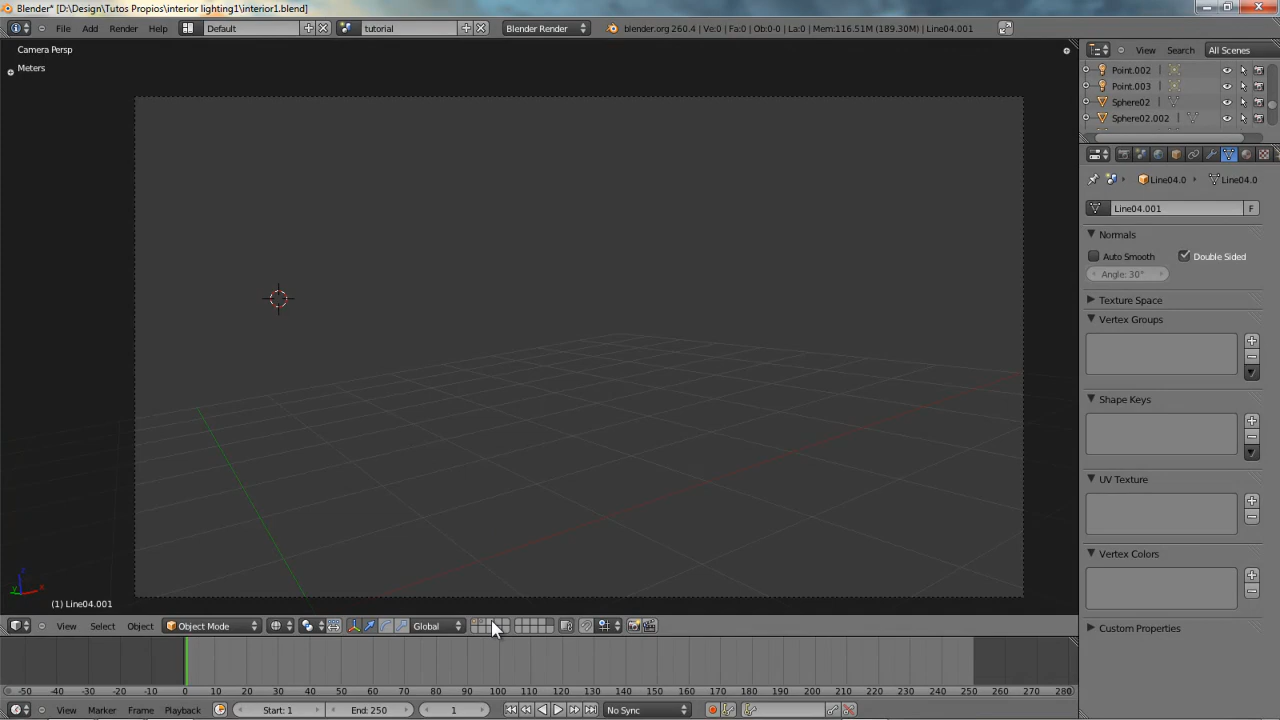 Blender* [D:\Design\Tutos Propios\interior lighting1\interior1.blend]
File Add Render Help Default tutorial Blender Render blender.org 260.4 | Ve:0 | Fa:0 | Ob:0-0 | La:0 | Mem:116.51M (189.30M) | Line04.001
Camera Persp
Meters
View Search All Scenes
Point.002
Point.003
Sphere02
Sphere02.002
Line04.0 Line04.0
Line04.001 F
Normals
Auto Smooth Double Sided
Angle: 30°
Texture Space
Vertex Groups
Shape Keys
UV Texture
Vertex Colors
Custom Properties
z
y x
(1) Line04.001
View Select Object Object Mode Global
-50 -40 -30 -20 -10 0 10 20 30 40 50 60 70 80 90 100 110 120 130 140 150 160 170 180 190 200 210 220 230 240 250 260 270 280
View Marker Frame Playback Start: 1 End: 250 1 No Sync